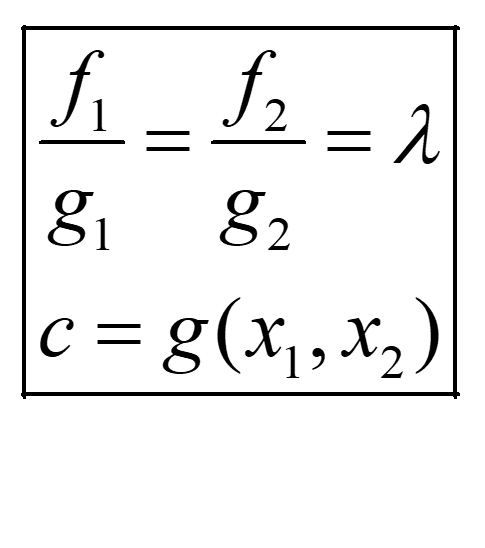 f₁/g₁ = f₂/g₂ = λ
c = g(x₁, x₂)